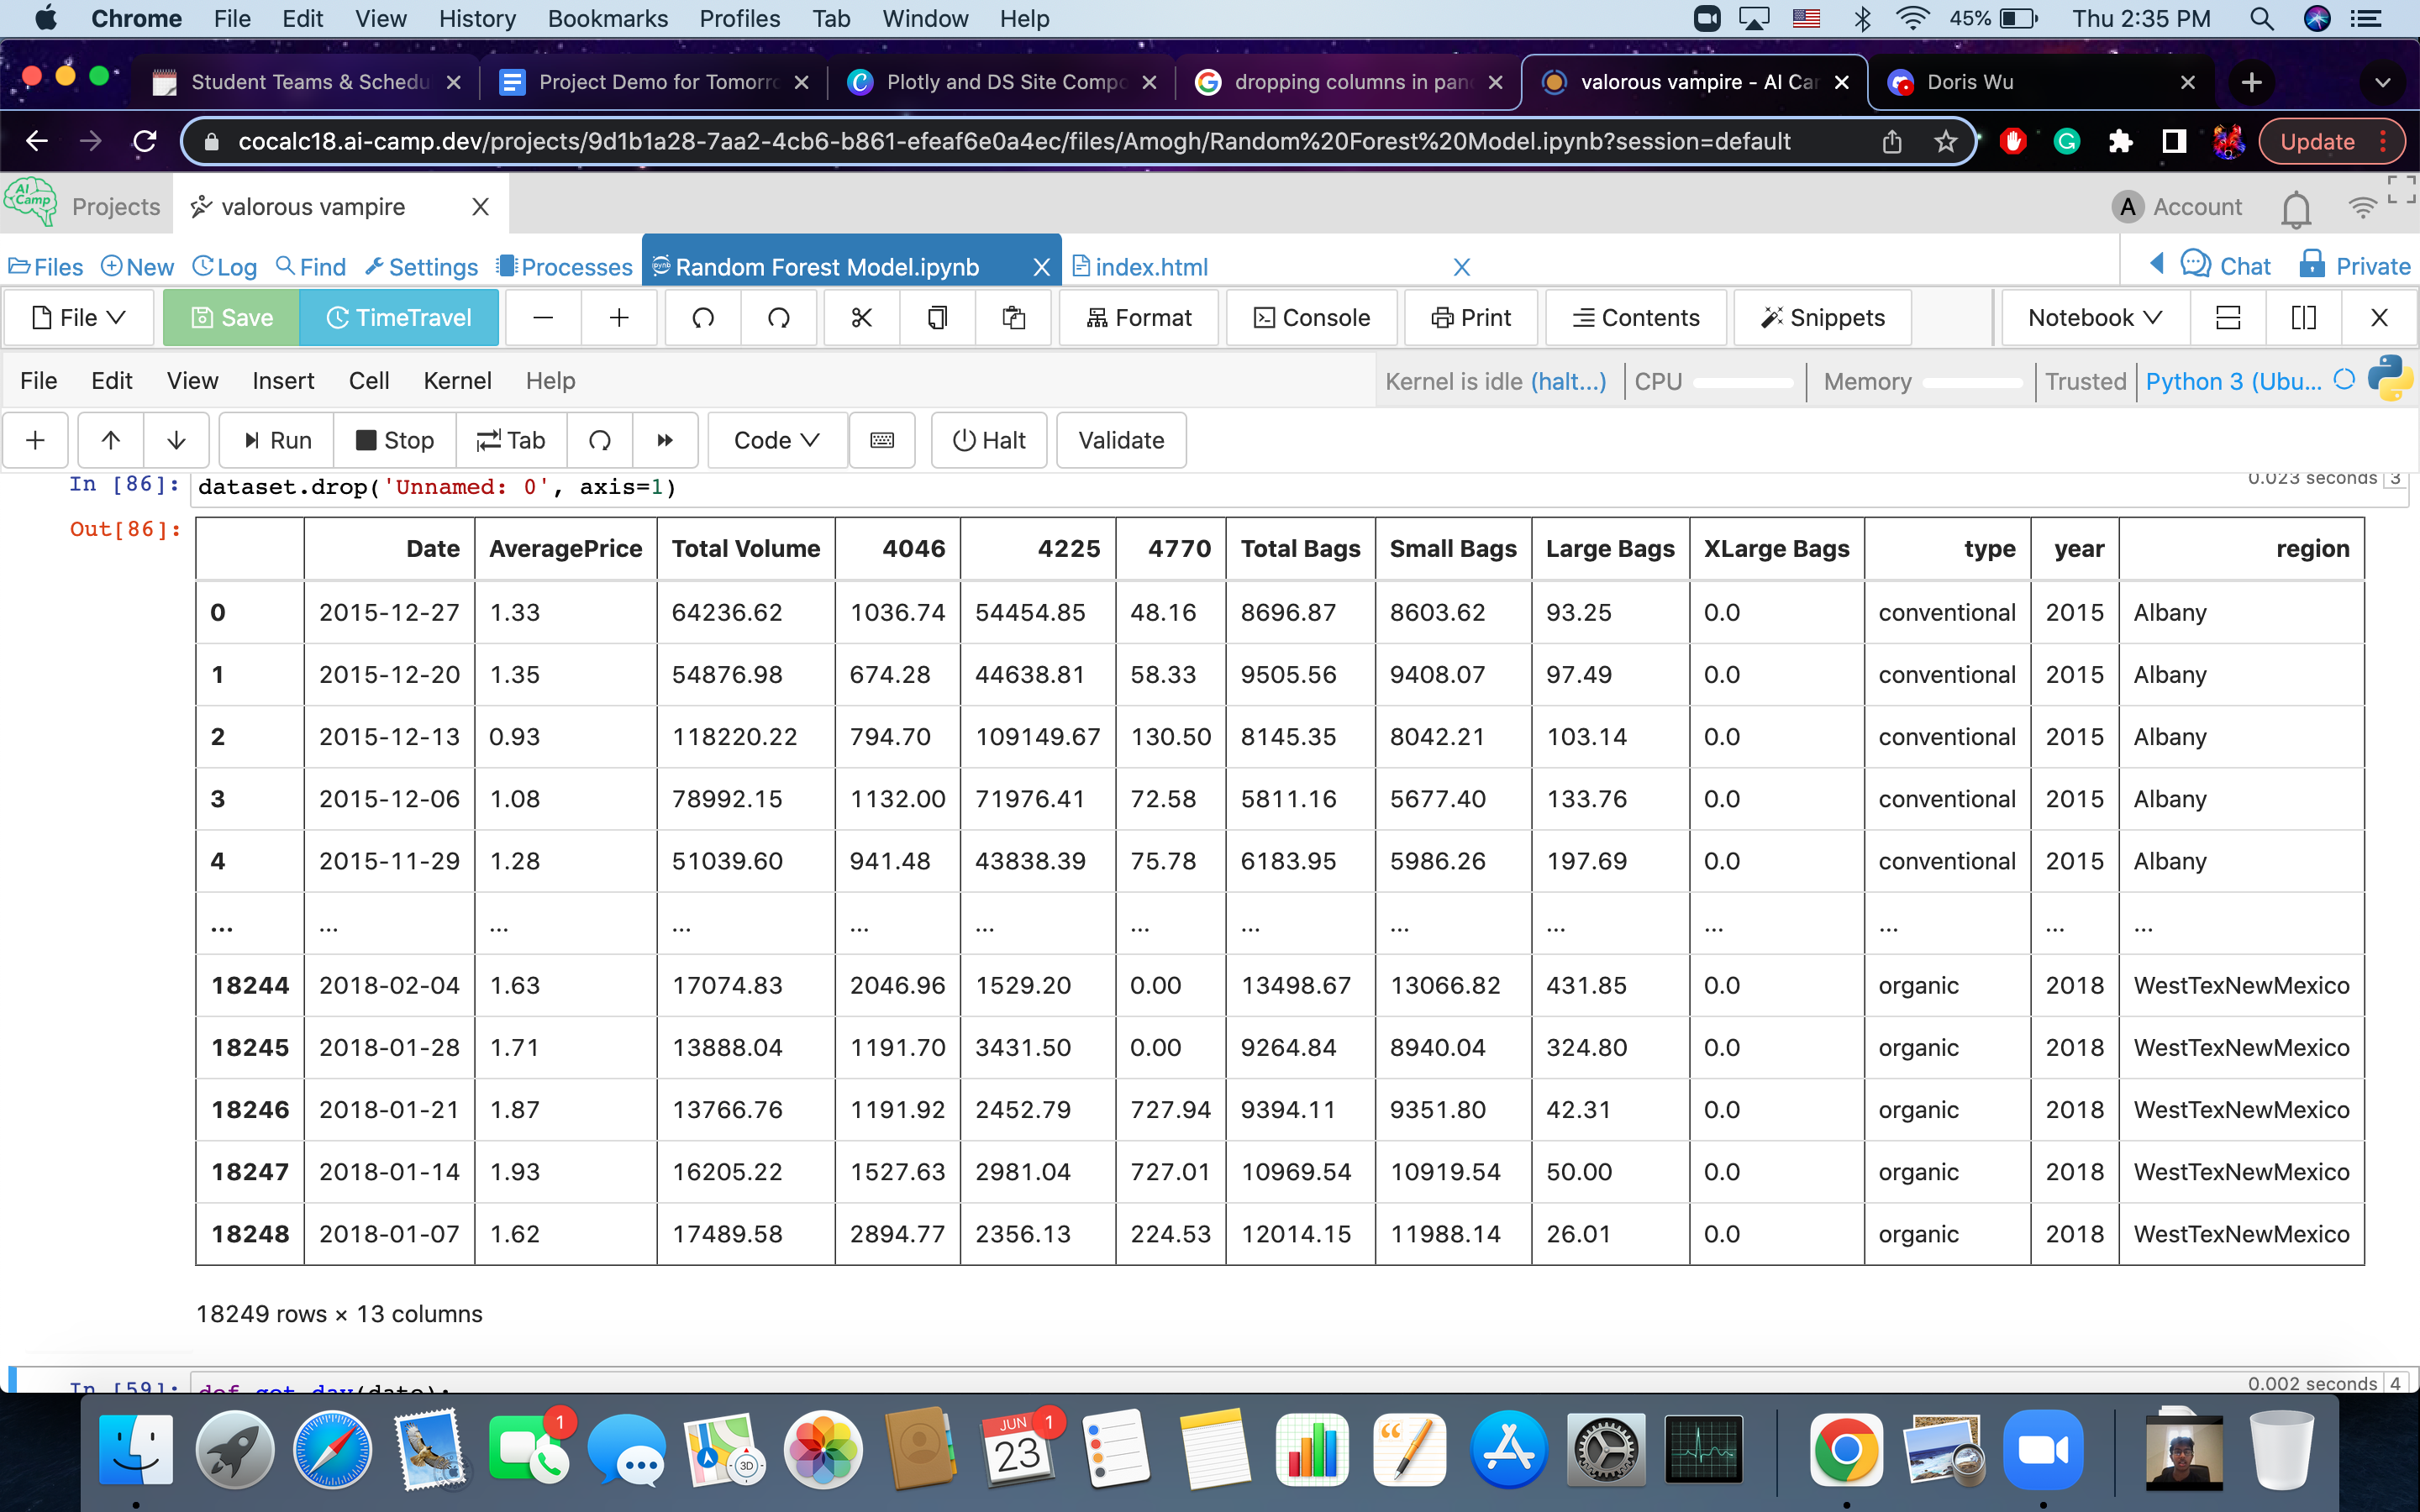 Chrome File Edit View History Bookmarks Profiles Tab Window Help 45% Thu 2:35 PM
Student Teams & Schedu Project Demo for Tomorr Plotly and DS Site Compo dropping columns in pan valorous vampire - AI Ca Doris Wu
cocalc18.ai-camp.dev/projects/9d1b1a28-7aa2-4cb6-b861-efeaf6e0a4ec/files/Amogh/Random%20Forest%20Model.ipynb?session=default Update
AI Camp Projects valorous vampire A Account
Files New Log Find Settings Processes Random Forest Model.ipynb index.html Chat Private
File Save TimeTravel Format Console Print Contents Snippets Notebook
File Edit View Insert Cell Kernel Help Kernel is idle (halt...) CPU Memory Trusted Python 3 (Ubu...
Run Stop Tab Code Halt Validate
In [86]: dataset.drop('Unnamed: 0', axis=1) 0.023 seconds 3
Out[86]:
Date AveragePrice Total Volume 4046 4225 4770 Total Bags Small Bags Large Bags XLarge Bags type year region
0 2015-12-27 1.33 64236.62 1036.74 54454.85 48.16 8696.87 8603.62 93.25 0.0 conventional 2015 Albany
1 2015-12-20 1.35 54876.98 674.28 44638.81 58.33 9505.56 9408.07 97.49 0.0 conventional 2015 Albany
2 2015-12-13 0.93 118220.22 794.70 109149.67 130.50 8145.35 8042.21 103.14 0.0 conventional 2015 Albany
3 2015-12-06 1.08 78992.15 1132.00 71976.41 72.58 5811.16 5677.40 133.76 0.0 conventional 2015 Albany
4 2015-11-29 1.28 51039.60 941.48 43838.39 75.78 6183.95 5986.26 197.69 0.0 conventional 2015 Albany
... ... ... ... ... ... ... ... ... ... ... ... ... ...
18244 2018-02-04 1.63 17074.83 2046.96 1529.20 0.00 13498.67 13066.82 431.85 0.0 organic 2018 WestTexNewMexico
18245 2018-01-28 1.71 13888.04 1191.70 3431.50 0.00 9264.84 8940.04 324.80 0.0 organic 2018 WestTexNewMexico
18246 2018-01-21 1.87 13766.76 1191.92 2452.79 727.94 9394.11 9351.80 42.31 0.0 organic 2018 WestTexNewMexico
18247 2018-01-14 1.93 16205.22 1527.63 2981.04 727.01 10969.54 10919.54 50.00 0.0 organic 2018 WestTexNewMexico
18248 2018-01-07 1.62 17489.58 2894.77 2356.13 224.53 12014.15 11988.14 26.01 0.0 organic 2018 WestTexNewMexico
18249 rows × 13 columns
In [59]: def get_day(date): 0.002 seconds 4
1 3D JUN 23 1